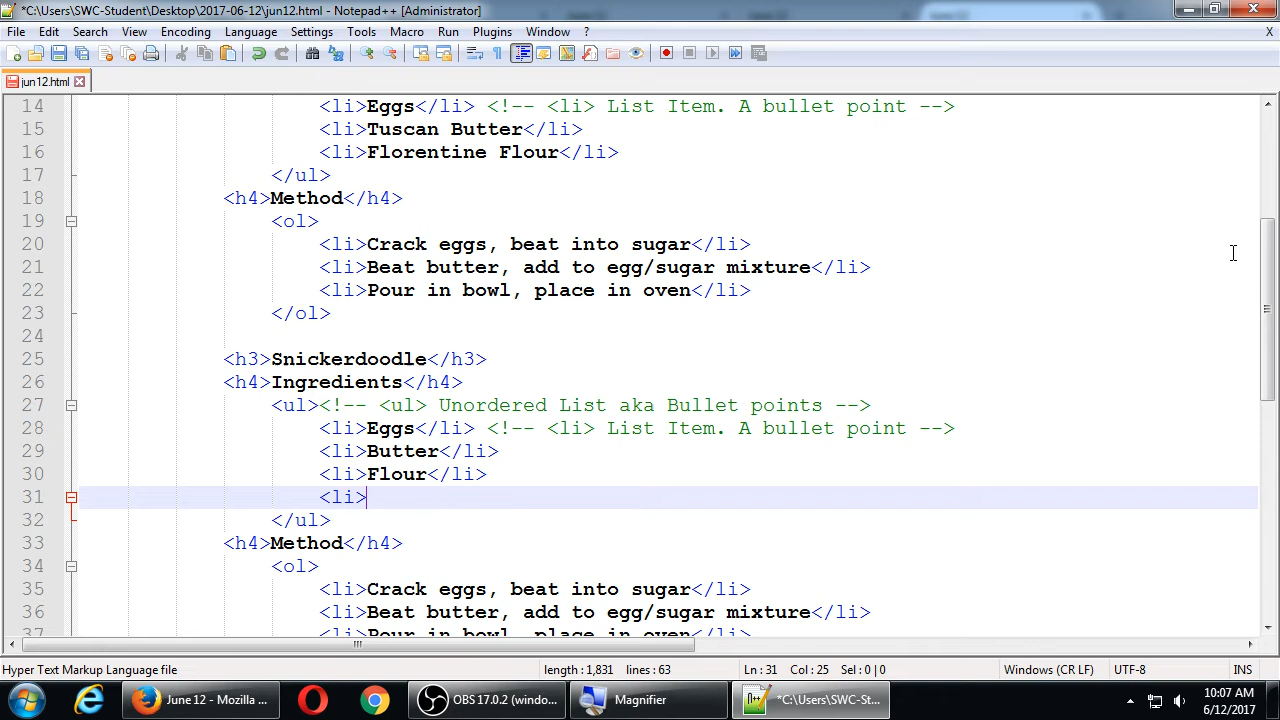 *C:\Users\SWC-Student\Desktop\2017-06-12\jun12.html - Notepad++ [Administrator]
File Edit Search View Encoding Language Settings Tools Macro Run Plugins Window ? X
jun12.html
14 <li>Eggs</li> <!-- <li> List Item. A bullet point -->
15 <li>Tuscan Butter</li>
16 <li>Florentine Flour</li>
17 </ul>
18 <h4>Method</h4>
19 <ol>
20 <li>Crack eggs, beat into sugar</li>
21 <li>Beat butter, add to egg/sugar mixture</li>
22 <li>Pour in bowl, place in oven</li>
23 </ol>
24
25 <h3>Snickerdoodle</h3>
26 <h4>Ingredients</h4>
27 <ul><!-- <ul> Unordered List aka Bullet points -->
28 <li>Eggs</li> <!-- <li> List Item. A bullet point -->
29 <li>Butter</li>
30 <li>Flour</li>
31 <li>
32 </ul>
33 <h4>Method</h4>
34 <ol>
35 <li>Crack eggs, beat into sugar</li>
36 <li>Beat butter, add to egg/sugar mixture</li>
37 <li>Pour in bowl, place in oven</li>
Hyper Text Markup Language file length : 1,831 lines : 63 Ln : 31 Col : 25 Sel : 0 | 0 Windows (CR LF) UTF-8 INS
June 12 - Mozilla ... OBS 17.0.2 (windo... Magnifier *C:\Users\SWC-St... 10:07 AM
6/12/2017